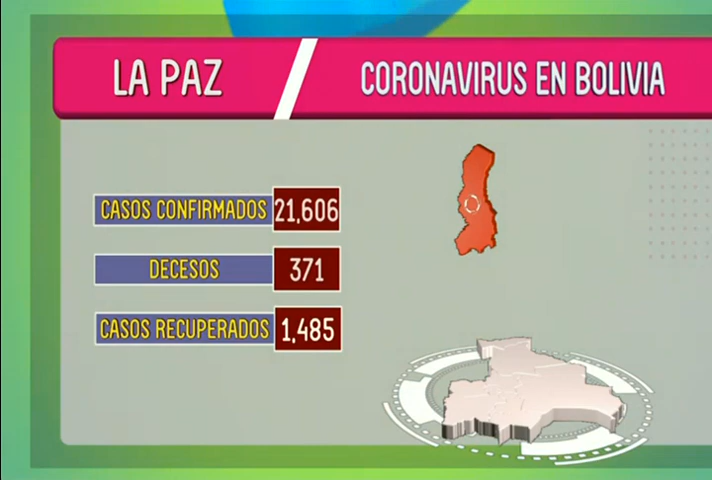 LA PAZ
CORONAVIRUS EN BOLIVIA
CASOS CONFIRMADOS 21,606
DECESOS 371
CASOS RECUPERADOS 1,485